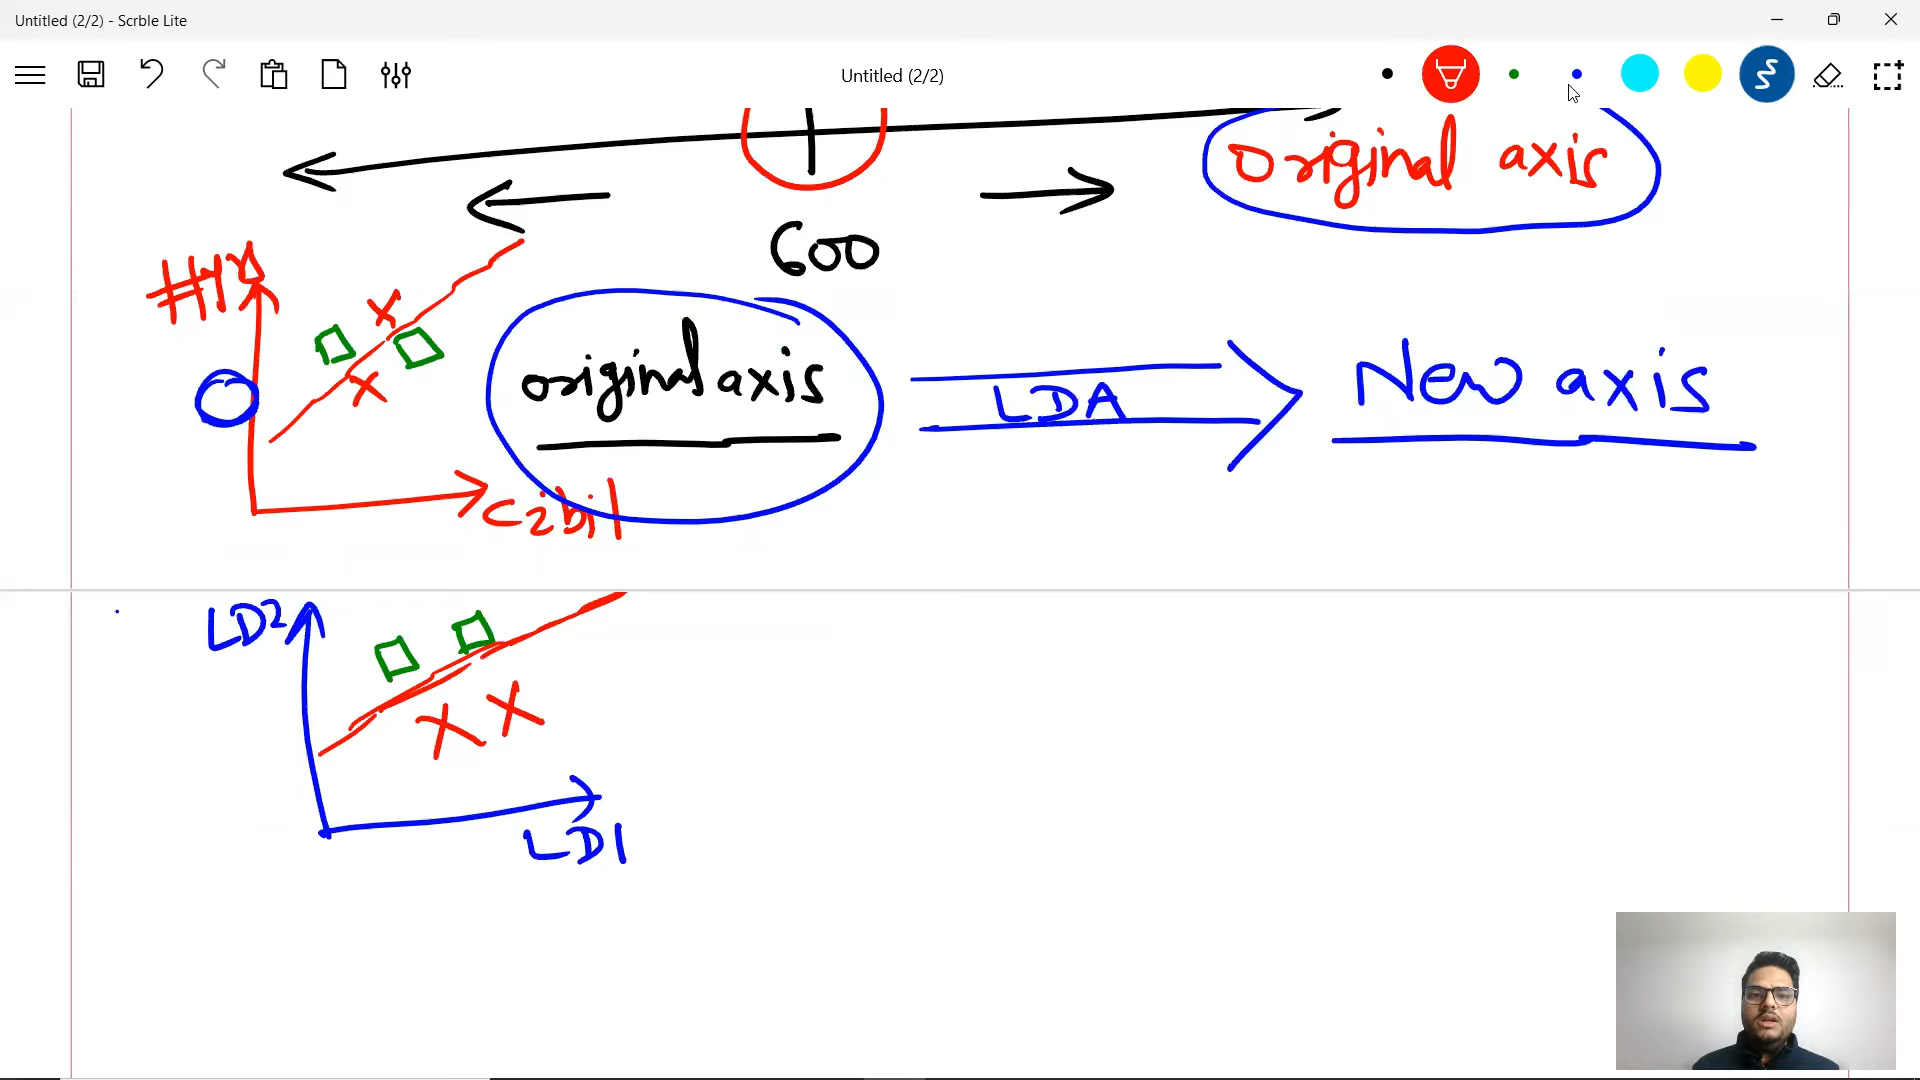 Untitled (2/2) - Scrble Lite
Untitled (2/2)
original axis
600
original axis
LDA
New axis
cibil
LD2
X
X
X X
LD1